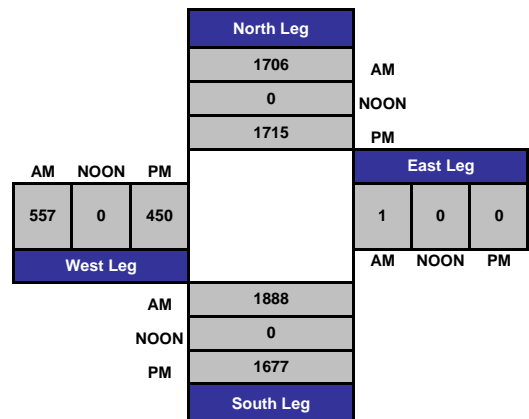 North Leg
1706 AM
0 NOON
1715 PM
AM NOON PM
East Leg
557 0 450
1 0 0
West Leg
AM NOON PM
AM 1888
NOON 0
PM 1677
South Leg